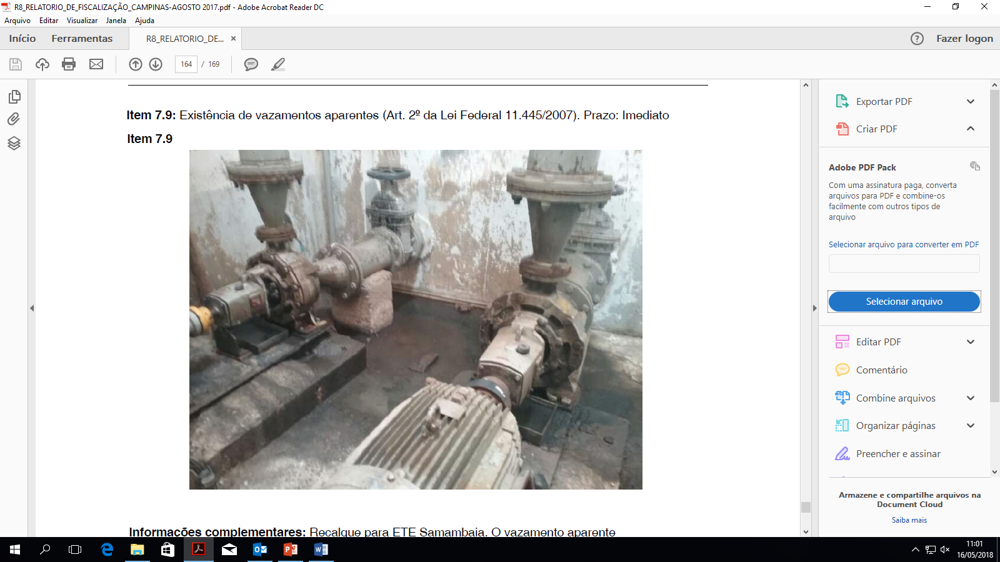 R8_RELATORIO_DE_FISCALIZAÇÃO_CAMPINAS-AGOSTO 2017.pdf - Adobe Acrobat Reader DC
Arquivo Editar Visualizar Janela Ajuda
Início Ferramentas R8_RELATORIO_DE... Fazer logon
164 / 169
Item 7.9: Existência de vazamentos aparentes (Art. 2º da Lei Federal 11.445/2007). Prazo: Imediato
Item 7.9
Informações complementares: Recalque para ETE Samambaia. O vazamento aparente
Exportar PDF
Criar PDF
Adobe PDF Pack
Com uma assinatura paga, converta
arquivos para PDF e combine-os
facilmente com outros tipos de
arquivo
Selecionar arquivo para converter em PDF
Selecionar arquivo
Editar PDF
Comentário
Combine arquivos
Organizar páginas
Preencher e assinar
Armazene e compartilhe arquivos na
Document Cloud
Saiba mais
11:01
16/05/2018